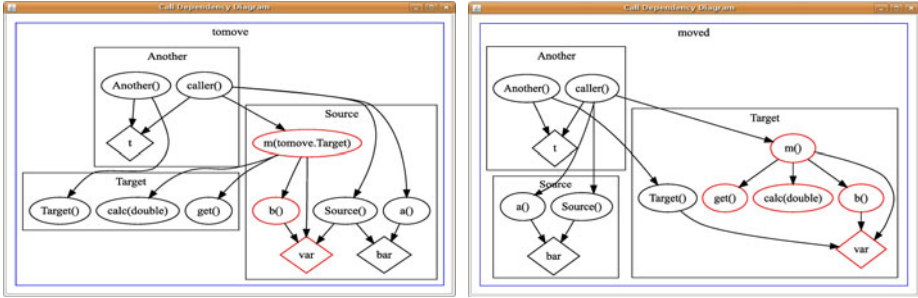 Call Dependency Diagram
tomove
Another
Another() caller()
t
Source
m(tomove.Target)
Target
Target() calc(double) get()
b() Source() a()
var bar
Call Dependency Diagram
moved
Another
Another() caller()
t
Source
a() Source()
bar
Target
m()
Target() get() calc(double) b()
var